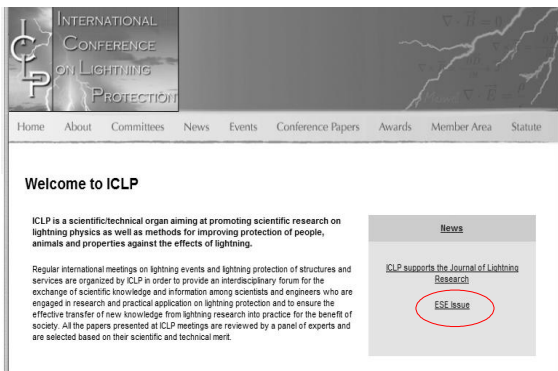 INTERNATIONAL
CONFERENCE
ON LIGHTNING
PROTECTION
ICLP
Home About Committees News Events Conference Papers Awards Member Area Statute
Welcome to ICLP
ICLP is a scientific/technical organ aiming at promoting scientific research on
lightning physics as well as methods for improving protection of people,
animals and properties against the effects of lightning.
Regular international meetings on lightning events and lightning protection of structures and
services are organized by ICLP in order to provide an interdisciplinary forum for the
exchange of scientific knowledge and information among scientists and engineers who are
engaged in research and practical application on lightning protection and to ensure the
effective transfer of new knowledge from lightning research into practice for the benefit of
society. All the papers presented at ICLP meetings are reviewed by a panel of experts and
are selected based on their scientific and technical merit.
News
ICLP supports the Journal of Lightning
Research
ESE Issue